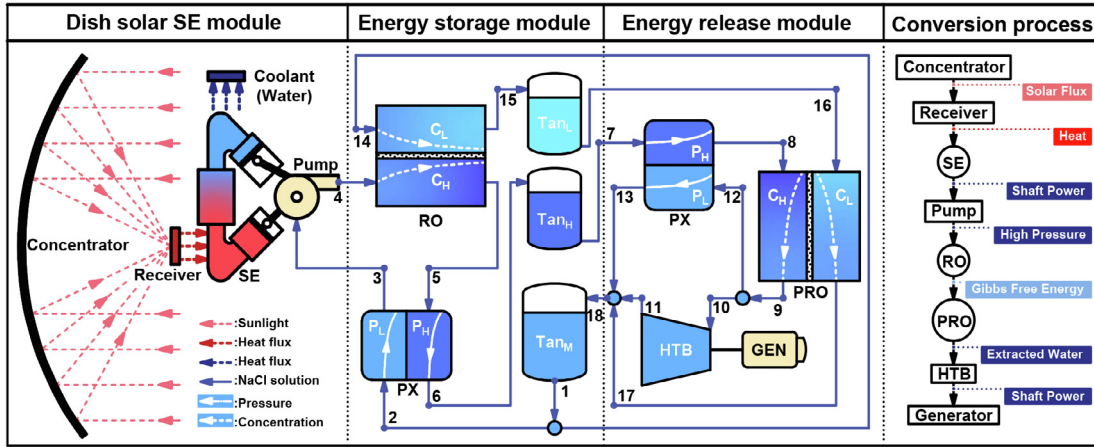 Dish solar SE module
Energy storage module
Energy release module
Conversion process
Coolant
(Water)
Pump
4
Concentrator
Receiver
SE
3
:Sunlight
:Heat flux
:Heat flux
:NaCl solution
:Pressure
:Concentration
14
15
C_L
C_H
RO
Tan_L
Tan_H
5
P_L
P_H
PX
6
2
Tan_M
1
18
7
P_H
P_L
8
13
12
PX
16
C_H
C_L
PRO
11
10
9
HTB
GEN
17
Concentrator
Solar Flux
Receiver
Heat
SE
Shaft Power
Pump
High Pressure
RO
Gibbs Free Energy
PRO
Extracted Water
HTB
Shaft Power
Generator